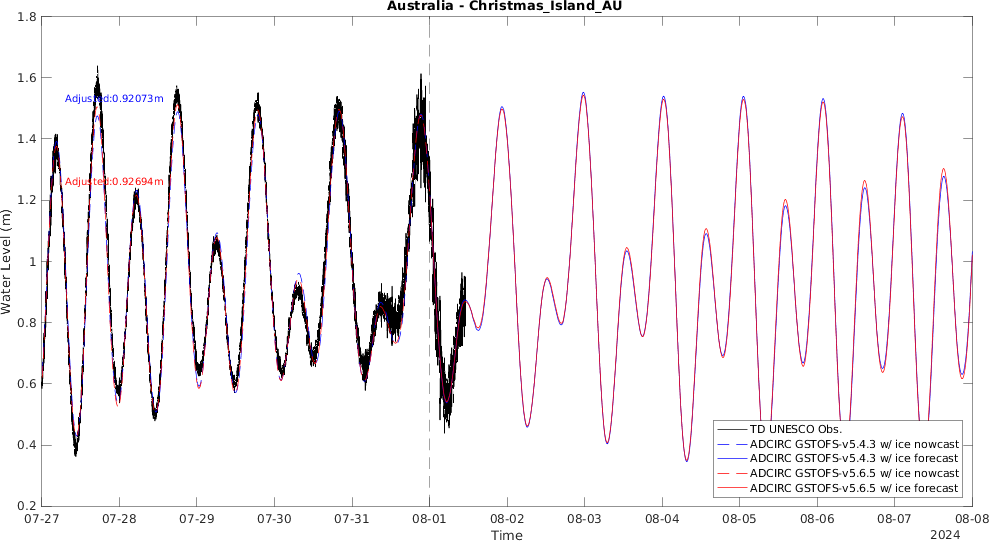 Australia - Christmas_Island_AU
1.8
1.6
1.4
1.2
1
0.8
0.6
0.4
0.2
Water Level (m)
Adjusted:0.92073m
Adjusted:0.92694m
TD UNESCO Obs.
ADCIRC GSTOFS-v5.4.3 w/ ice nowcast
ADCIRC GSTOFS-v5.4.3 w/ ice forecast
ADCIRC GSTOFS-v5.6.5 w/ ice nowcast
ADCIRC GSTOFS-v5.6.5 w/ ice forecast
07-27 07-28 07-29 07-30 07-31 08-01 08-02 08-03 08-04 08-05 08-06 08-07 08-08
Time
2024